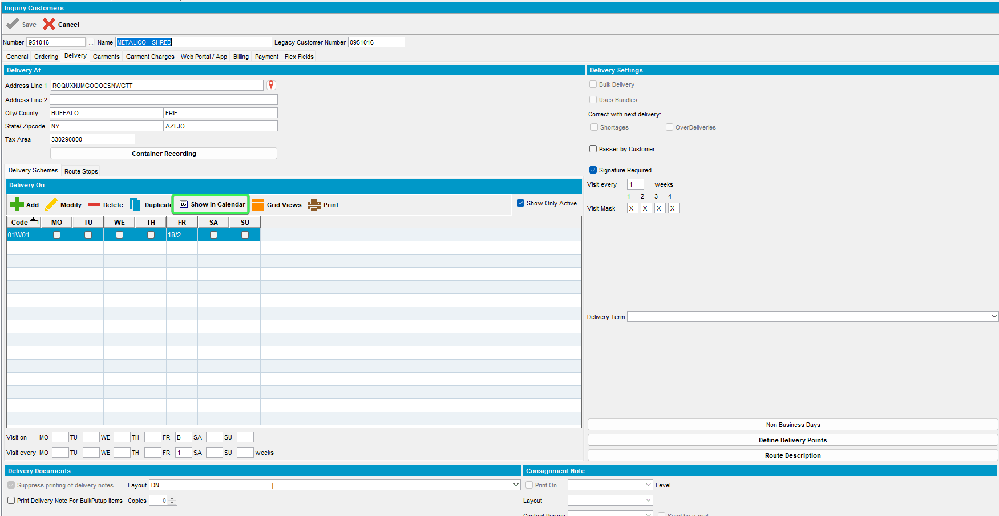 Inquiry Customers
Save Cancel
Number 951016 ... Name METALICO - SHRED Legacy Customer Number 0951016
General Ordering Delivery Garments Garment Charges Web Portal / App Billing Payment Flex Fields
Delivery At
Address Line 1 ROQUXNJMGOOOCSNWGTT
Address Line 2
City/ County BUFFALO ERIE
State/ Zipcode NY AZLJO
Tax Area 330290000
Container Recording
Delivery Schemes Route Stops
Delivery On
Add Modify Delete Duplicate 16 Show in Calendar Grid Views Print Show Only Active
Code 1 MO TU WE TH FR SA SU
01W01 18/2
Visit on MO TU WE TH FR B SA SU
Visit every MO TU WE TH FR 1 SA SU weeks
Delivery Settings
Bulk Delivery
Uses Bundles
Correct with next delivery:
Shortages OverDeliveries
Passer by Customer
Signature Required
Visit every 1 weeks
1 2 3 4
Visit Mask X X X X
Delivery Term
Non Business Days
Define Delivery Points
Route Description
Delivery Documents
Suppress printing of delivery notes Layout DN | -
Print Delivery Note For BulkPutup Items Copies 0
Consignment Note
Print On Level
Layout
Contact Person Send by e-mail